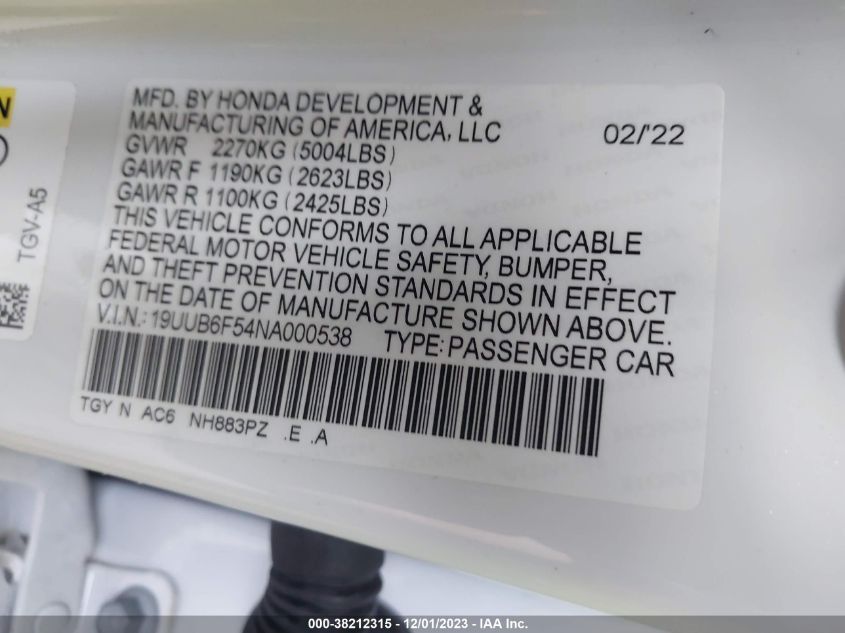 N
TGV-A5
MFD. BY HONDA DEVELOPMENT &
MANUFACTURING OF AMERICA, LLC 02/'22
GVWR 2270KG (5004LBS)
GAWR F 1190KG (2623LBS)
GAWR R 1100KG (2425LBS)
THIS VEHICLE CONFORMS TO ALL APPLICABLE
FEDERAL MOTOR VEHICLE SAFETY, BUMPER,
AND THEFT PREVENTION STANDARDS IN EFFECT
ON THE DATE OF MANUFACTURE SHOWN ABOVE.
V.I.N.: 19UUB6F54NA000538 TYPE: PASSENGER CAR
TGY N AC6 NH883PZ .E .A
000-38212315 - 12/01/2023 - IAA Inc.